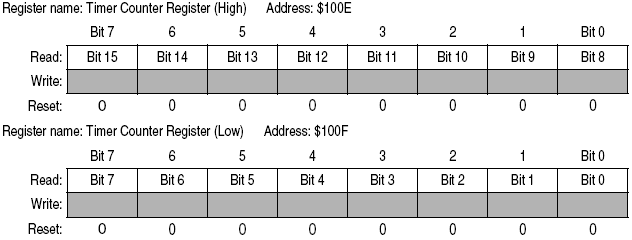 Register name: Timer Counter Register (High) Address: $100E
Bit 7 6 5 4 3 2 1 Bit 0
Read: Bit 15 Bit 14 Bit 13 Bit 12 Bit 11 Bit 10 Bit 9 Bit 8
Write:
Reset: 0 0 0 0 0 0 0 0
Register name: Timer Counter Register (Low) Address: $100F
Bit 7 6 5 4 3 2 1 Bit 0
Read: Bit 7 Bit 6 Bit 5 Bit 4 Bit 3 Bit 2 Bit 1 Bit 0
Write:
Reset: 0 0 0 0 0 0 0 0